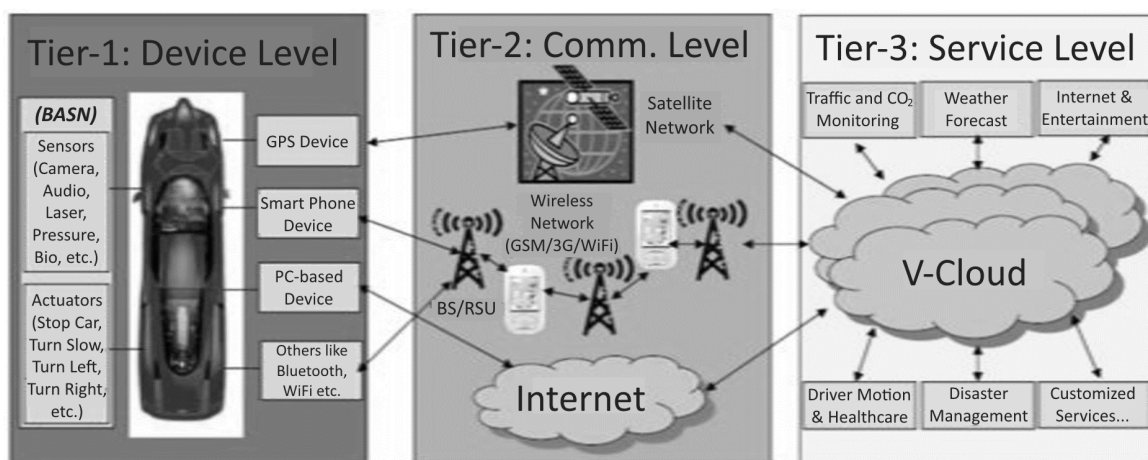 Tier-1: Device Level
(BASN)
Sensors
(Camera,
Audio,
Laser,
Pressure,
Bio, etc.)
Actuators
(Stop Car,
Turn Slow,
Turn Left,
Turn Right,
etc.)
GPS Device
Smart Phone
Device
PC-based
Device
Others like
Bluetooth,
WiFi etc.
Tier-2: Comm. Level
Satellite
Network
Wireless
Network
(GSM/3G/WiFi)
BS/RSU
Internet
Tier-3: Service Level
Traffic and CO₂
Monitoring
Weather
Forecast
Internet &
Entertainment
V-Cloud
Driver Motion
& Healthcare
Disaster
Management
Customized
Services...